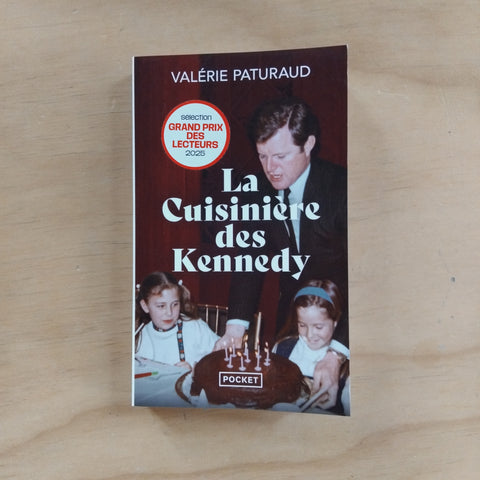 VALÉRIE PATURAUD
sélection
GRAND PRIX
DES
LECTEURS
2025
La
Cuisinière
des
Kennedy
POCKET